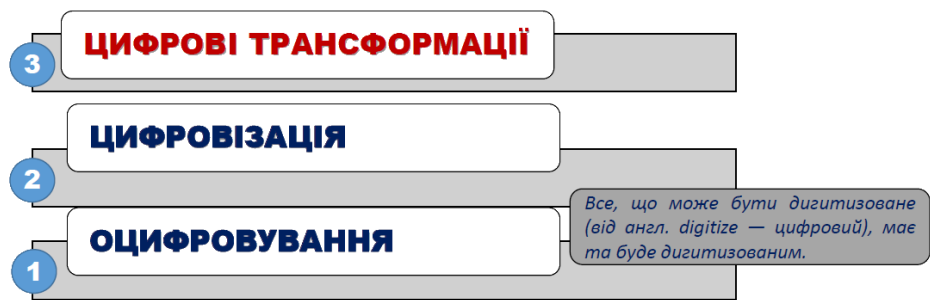 3
ЦИФРОВІ ТРАНСФОРМАЦІЇ
2
ЦИФРОВІЗАЦІЯ
1
ОЦИФРОВУВАННЯ
Все, що може бути дигитизоване
(від англ. digitize — цифровий), має
та буде дигитизованим.